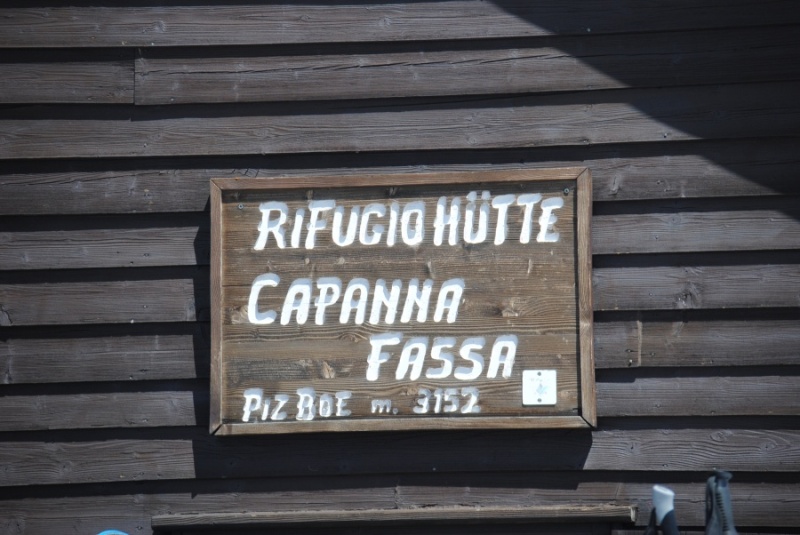 RIFUGIO HÜTTE
CAPANNA
FASSA
PIZ BOE m. 3152